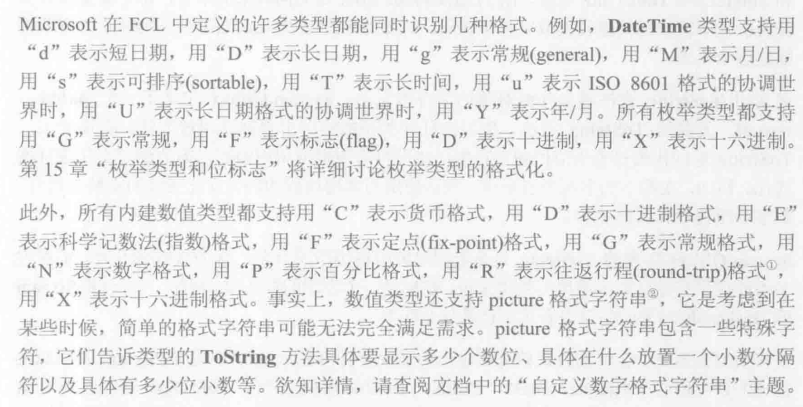 Microsoft 在 FCL 中定义的许多类型都能同时识别几种格式。例如，DateTime 类型支持用
“d”表示短日期，用“D”表示长日期，用“g”表示常规(general)，用“M”表示月/日，
用“s”表示可排序(sortable)，用“T”表示长时间，用“u”表示 ISO 8601 格式的协调世
界时，用“U”表示长日期格式的协调世界时，用“Y”表示年/月。所有枚举类型都支持
用“G”表示常规，用“F”表示标志(flag)，用“D”表示十进制，用“X”表示十六进制。
第 15 章“枚举类型和位标志”将详细讨论枚举类型的格式化。
此外，所有内建数值类型都支持用“C”表示货币格式，用“D”表示十进制格式，用“E”
表示科学记数法(指数)格式，用“F”表示定点(fix-point)格式，用“G”表示常规格式，用
“N”表示数字格式，用“P”表示百分比格式，用“R”表示往返行程(round-trip)格式①，
用“X”表示十六进制格式。事实上，数值类型还支持 picture 格式字符串②，它是考虑到在
某些时候，简单的格式字符串可能无法完全满足需求。picture 格式字符串包含一些特殊字
符，它们告诉类型的 ToString 方法具体要显示多少个数位、具体在什么放置一个小数分隔
符以及具体有多少位小数等。欲知详情，请查阅文档中的“自定义数字格式字符串”主题。